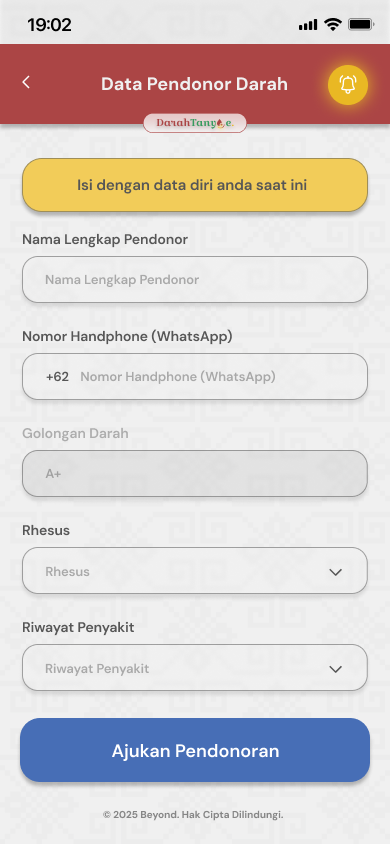 19:02
Data Pendonor Darah
DarahTanyoe.
Isi dengan data diri anda saat ini
Nama Lengkap Pendonor
Nama Lengkap Pendonor
Nomor Handphone (WhatsApp)
+62 Nomor Handphone (WhatsApp)
Golongan Darah
A+
Rhesus
Rhesus
Riwayat Penyakit
Riwayat Penyakit
Ajukan Pendonoran
© 2025 Beyond. Hak Cipta Dilindungi.